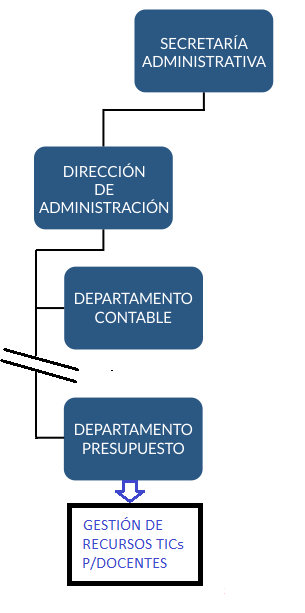 SECRETARÍA
ADMINISTRATIVA
DIRECCIÓN
DE
ADMINISTRACIÓN
DEPARTAMENTO
CONTABLE
DEPARTAMENTO
PRESUPUESTO
GESTIÓN DE
RECURSOS TICs
P/DOCENTES